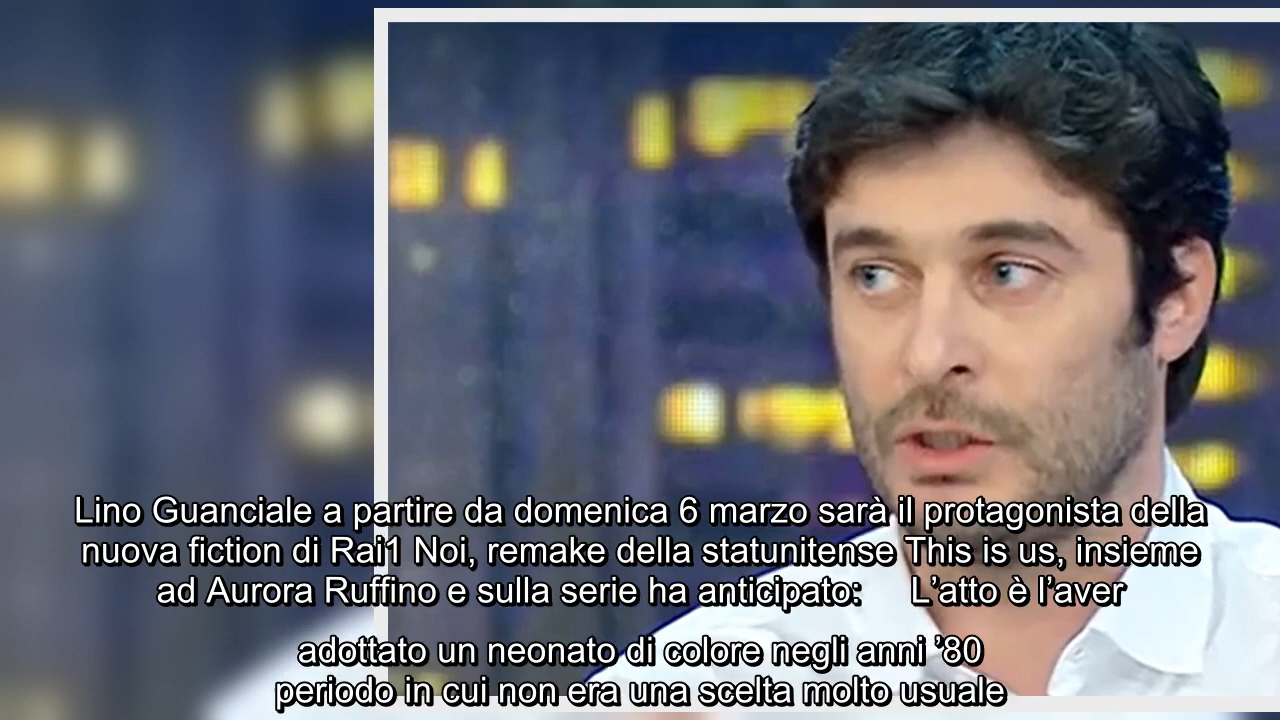 Lino Guanciale a partire da domenica 6 marzo sarà il protagonista della
nuova fiction di Rai1 Noi, remake della statunitense This is us, insieme
ad Aurora Ruffino e sulla serie ha anticipato: L’atto è l’aver
adottato un neonato di colore negli anni ’80
periodo in cui non era una scelta molto usuale